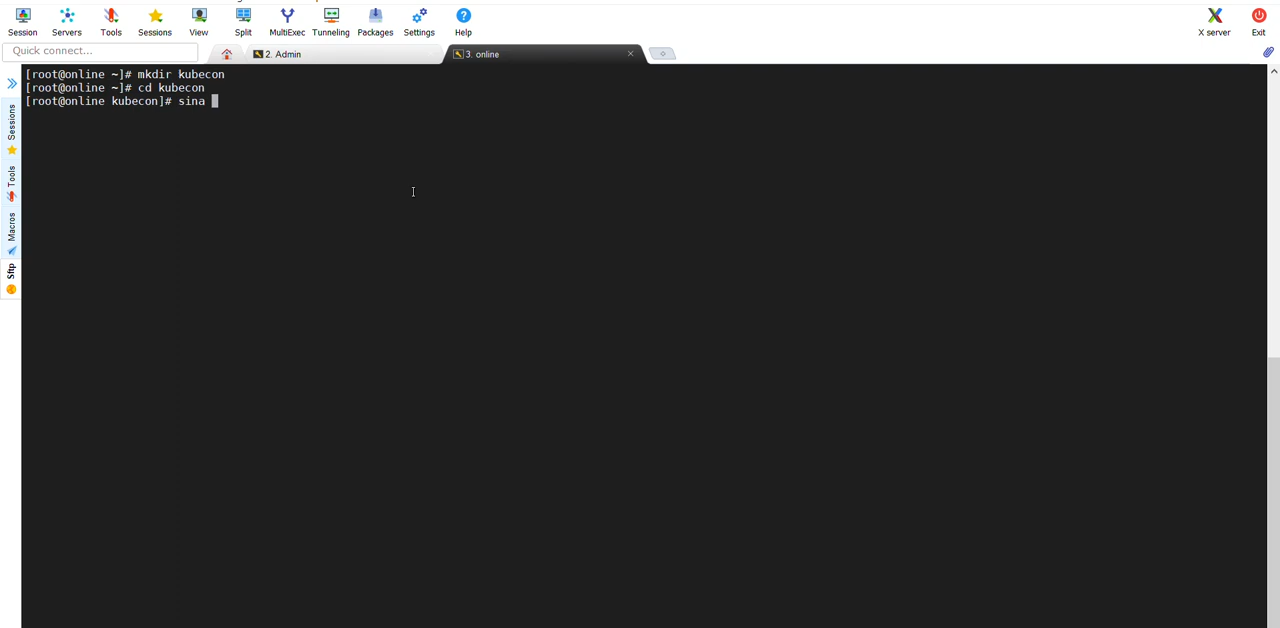 Session
Servers
Tools
Sessions
View
Split
MultiExec
Tunneling
Packages
Settings
Help
X server
Exit
Quick connect...
2. Admin
3. online
[root@online ~]# mkdir kubecon
[root@online ~]# cd kubecon
[root@online kubecon]# sina
Sessions
Tools
Macros
Sftp